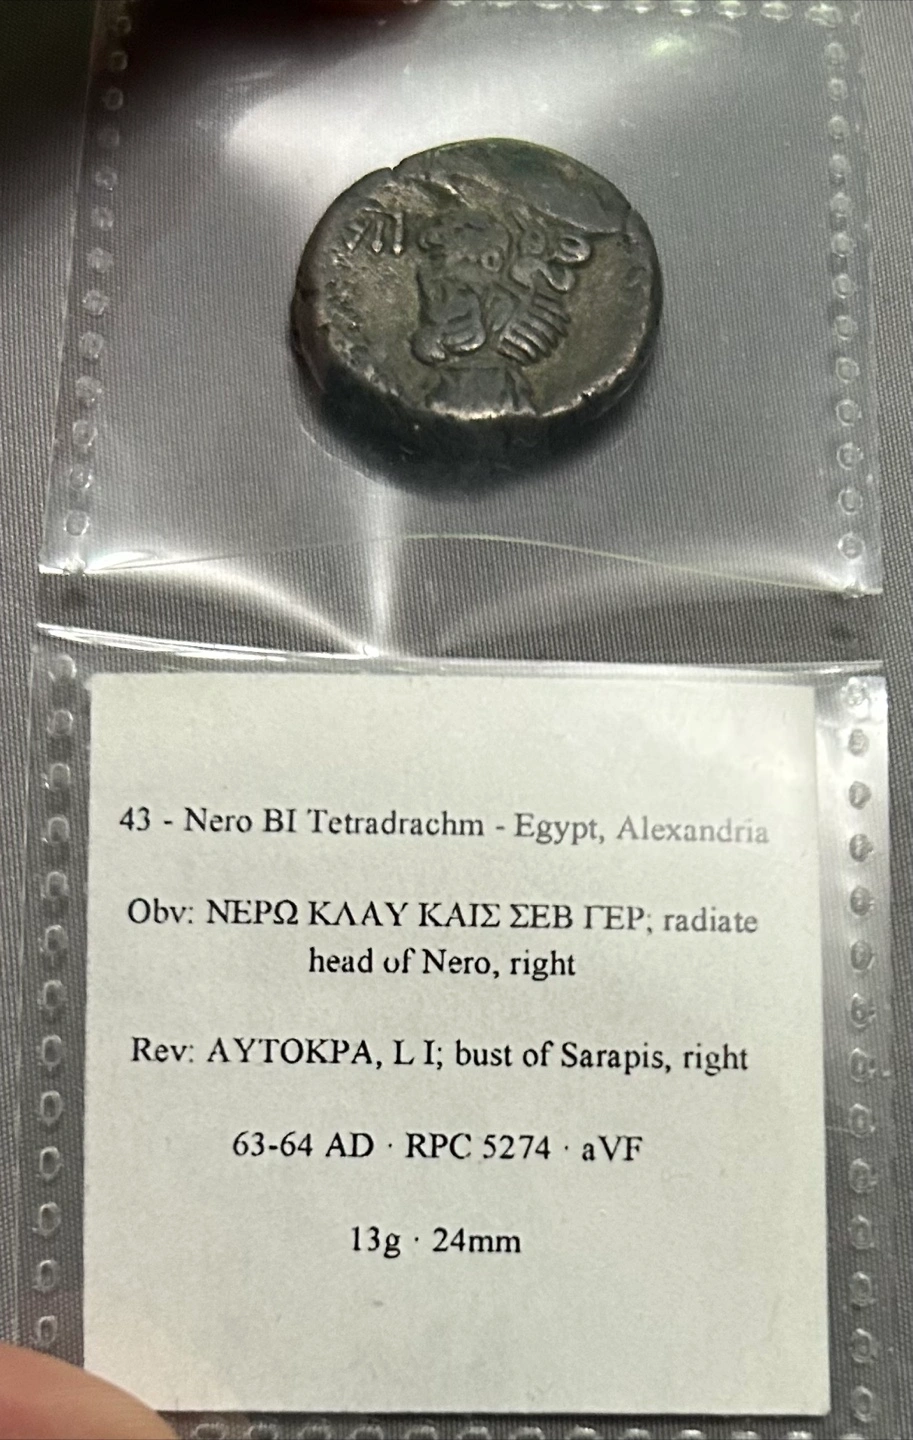 43 - Nero BI Tetradrachm - Egypt, Alexandria
Obv: ΝΕΡΩ ΚΛΑΥ ΚΑΙΣ ΣΕΒ ΓΕΡ; radiate
head of Nero, right
Rev: ΑΥΤΟΚΡΑ, L I; bust of Sarapis, right
63-64 AD · RPC 5274 · aVF
13g · 24mm